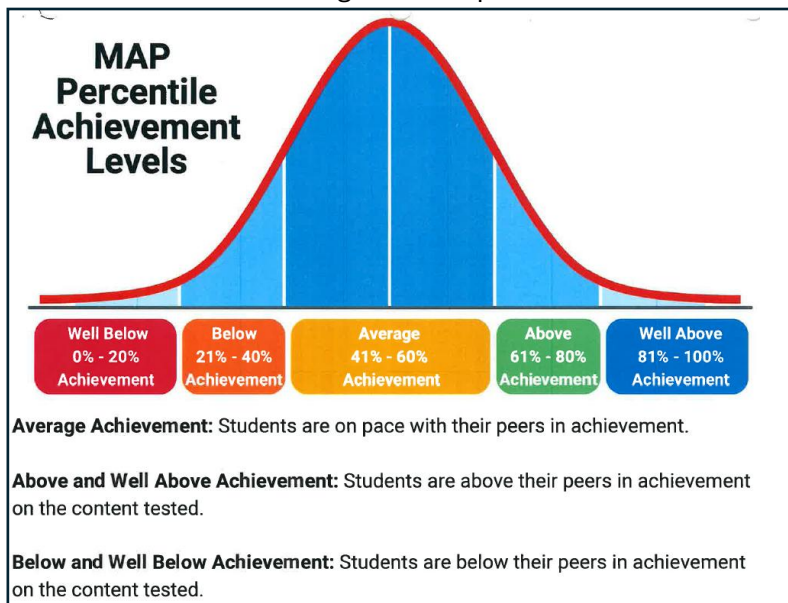 MAP
Percentile
Achievement
Levels
Well Below
0% - 20%
Achievement
Below
21% - 40%
Achievement
Average
41% - 60%
Achievement
Above
61% - 80%
Achievement
Well Above
81% - 100%
Achievement
Average Achievement: Students are on pace with their peers in achievement.
Above and Well Above Achievement: Students are above their peers in achievement
on the content tested.
Below and Well Below Achievement: Students are below their peers in achievement
on the content tested.